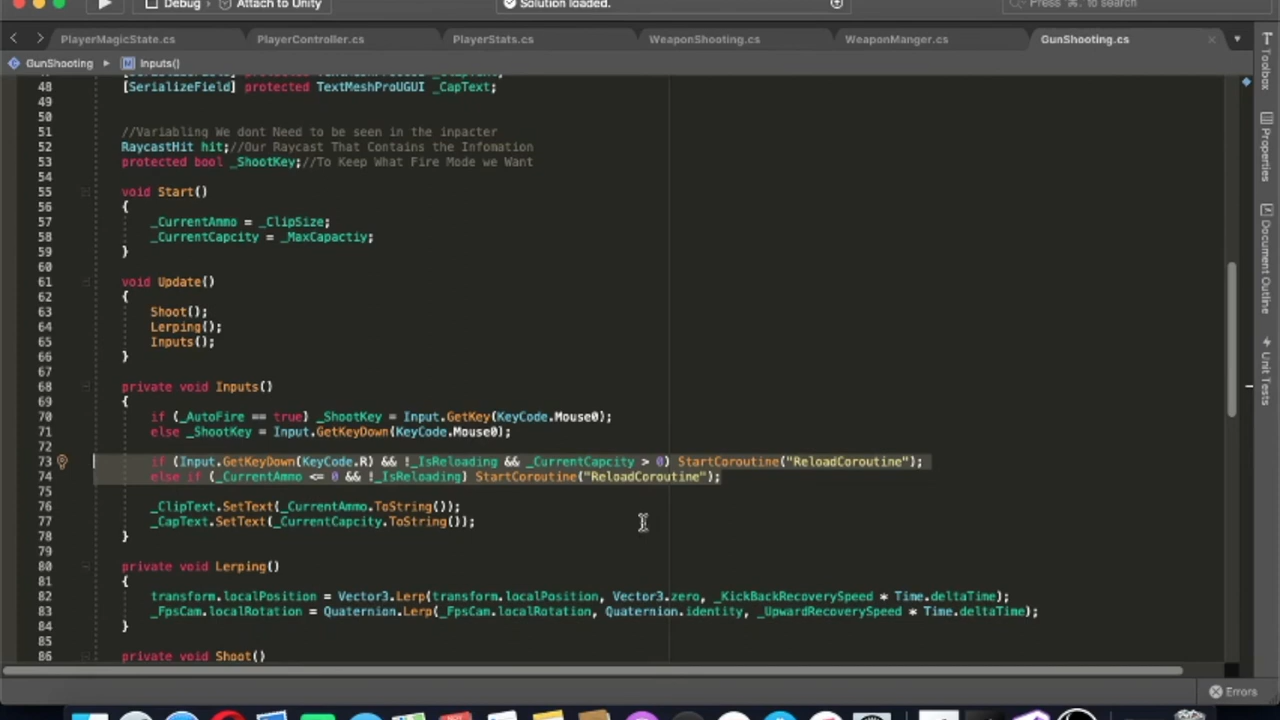 Debug
Attach to Unity
Solution loaded.
Press ⌘. to search
PlayerMagicState.cs
PlayerController.cs
PlayerStats.cs
WeaponShooting.cs
WeaponManger.cs
GunShooting.cs
GunShooting
Inputs()
48 [SerializeField] protected TextMeshProUGUI _CapText;
49
50
51 //Variabling We dont Need to be seen in the inpacter
52 RaycastHit hit;//Our Raycast That Contains the Infomation
53 protected bool _ShootKey;//To Keep What Fire Mode we Want
54
55 void Start()
56 {
57 _CurrentAmmo = _ClipSize;
58 _CurrentCapcity = _MaxCapactiy;
59 }
60
61 void Update()
62 {
63 Shoot();
64 Lerping();
65 Inputs();
66 }
67
68 private void Inputs()
69 {
70 if (_AutoFire == true) _ShootKey = Input.GetKey(KeyCode.Mouse0);
71 else _ShootKey = Input.GetKeyDown(KeyCode.Mouse0);
72
73 if (Input.GetKeyDown(KeyCode.R) && !_IsReloading && _CurrentCapcity > 0) StartCoroutine("ReloadCoroutine");
74 else if (_CurrentAmmo <= 0 && !_IsReloading) StartCoroutine("ReloadCoroutine");
75
76 _ClipText.SetText(_CurrentAmmo.ToString());
77 _CapText.SetText(_CurrentCapcity.ToString());
78 }
79
80 private void Lerping()
81 {
82 transform.localPosition = Vector3.Lerp(transform.localPosition, Vector3.zero, _KickBackRecoverySpeed * Time.deltaTime);
83 _FpsCam.localRotation = Quaternion.Lerp(_FpsCam.localRotation, Quaternion.identity, _UpwardRecoverySpeed * Time.deltaTime);
84 }
85
86 private void Shoot()
Toolbox
Properties
Document Outline
Unit Tests
Errors